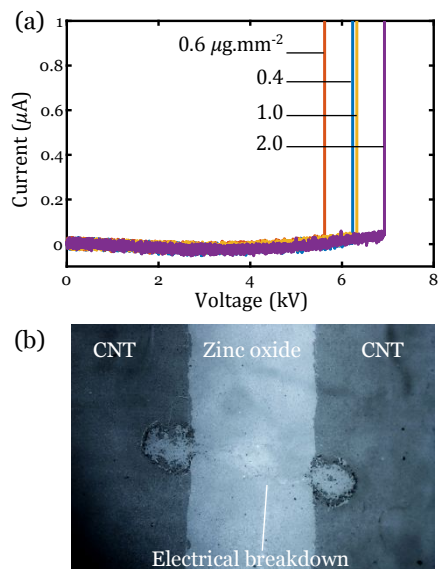 (a)
1
0.8
0.6
0.4
0.2
0
Current (μA)
0.6 μg.mm⁻²
0.4
1.0
2.0
0 2 4 6 8
Voltage (kV)
(b)
CNT Zinc oxide CNT
Electrical breakdown